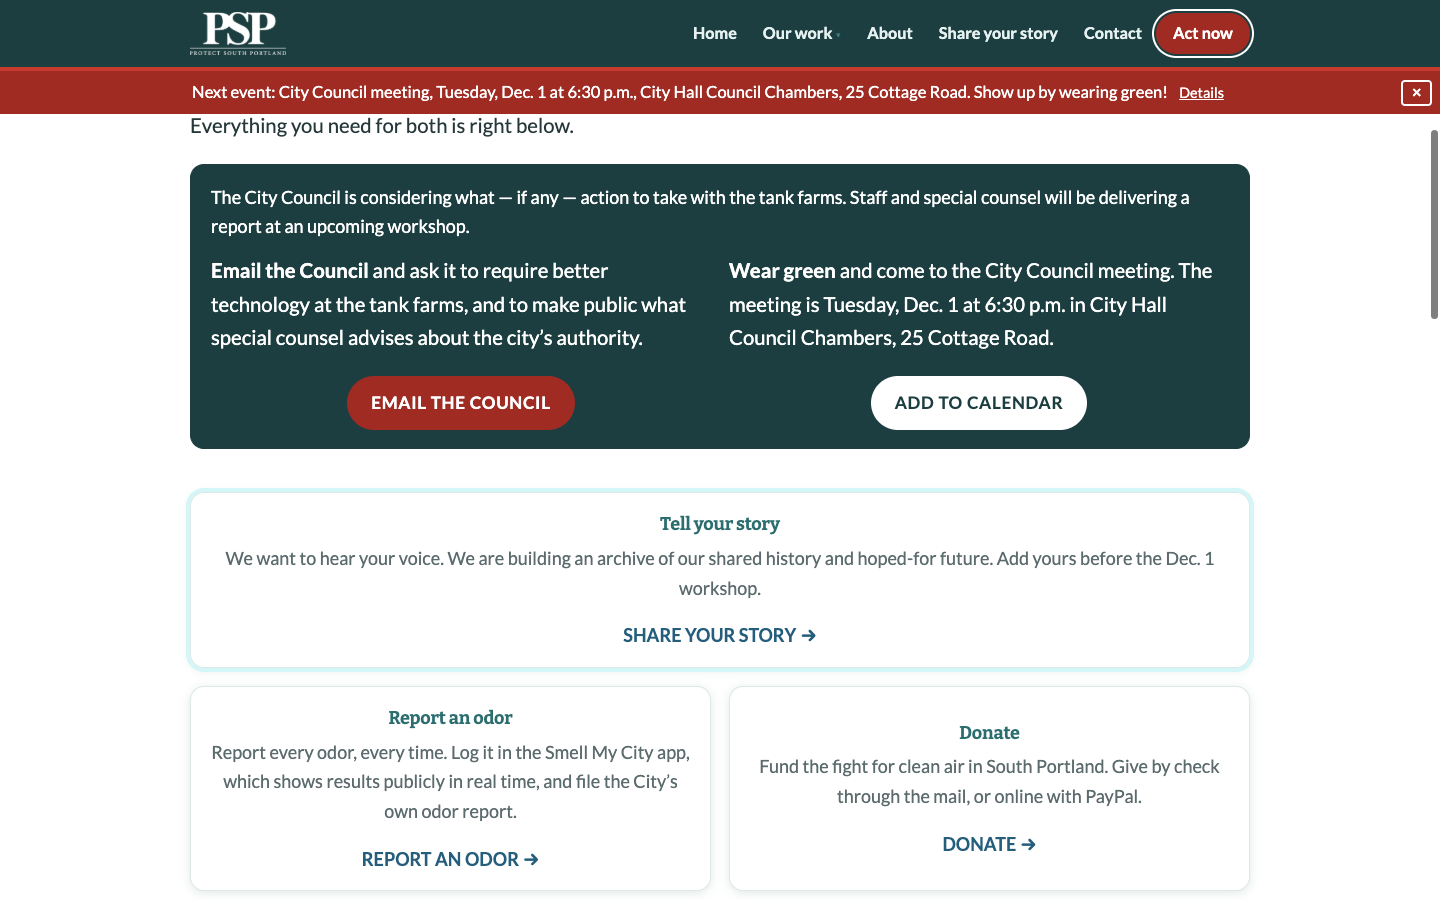 PSP
PROTECT SOUTH PORTLAND
Home
Our work
About
Share your story
Contact
Act now
Next event: City Council meeting, Tuesday, Dec. 1 at 6:30 p.m., City Hall Council Chambers, 25 Cottage Road. Show up by wearing green! Details
×
Everything you need for both is right below.
The City Council is considering what — if any — action to take with the tank farms. Staff and special counsel will be delivering a
report at an upcoming workshop.
Email the Council and ask it to require better
technology at the tank farms, and to make public what
special counsel advises about the city’s authority.
EMAIL THE COUNCIL
Wear green and come to the City Council meeting. The
meeting is Tuesday, Dec. 1 at 6:30 p.m. in City Hall
Council Chambers, 25 Cottage Road.
ADD TO CALENDAR
Tell your story
We want to hear your voice. We are building an archive of our shared history and hoped-for future. Add yours before the Dec. 1
workshop.
SHARE YOUR STORY →
Report an odor
Report every odor, every time. Log it in the Smell My City app,
which shows results publicly in real time, and file the City’s
own odor report.
REPORT AN ODOR →
Donate
Fund the fight for clean air in South Portland. Give by check
through the mail, or online with PayPal.
DONATE →